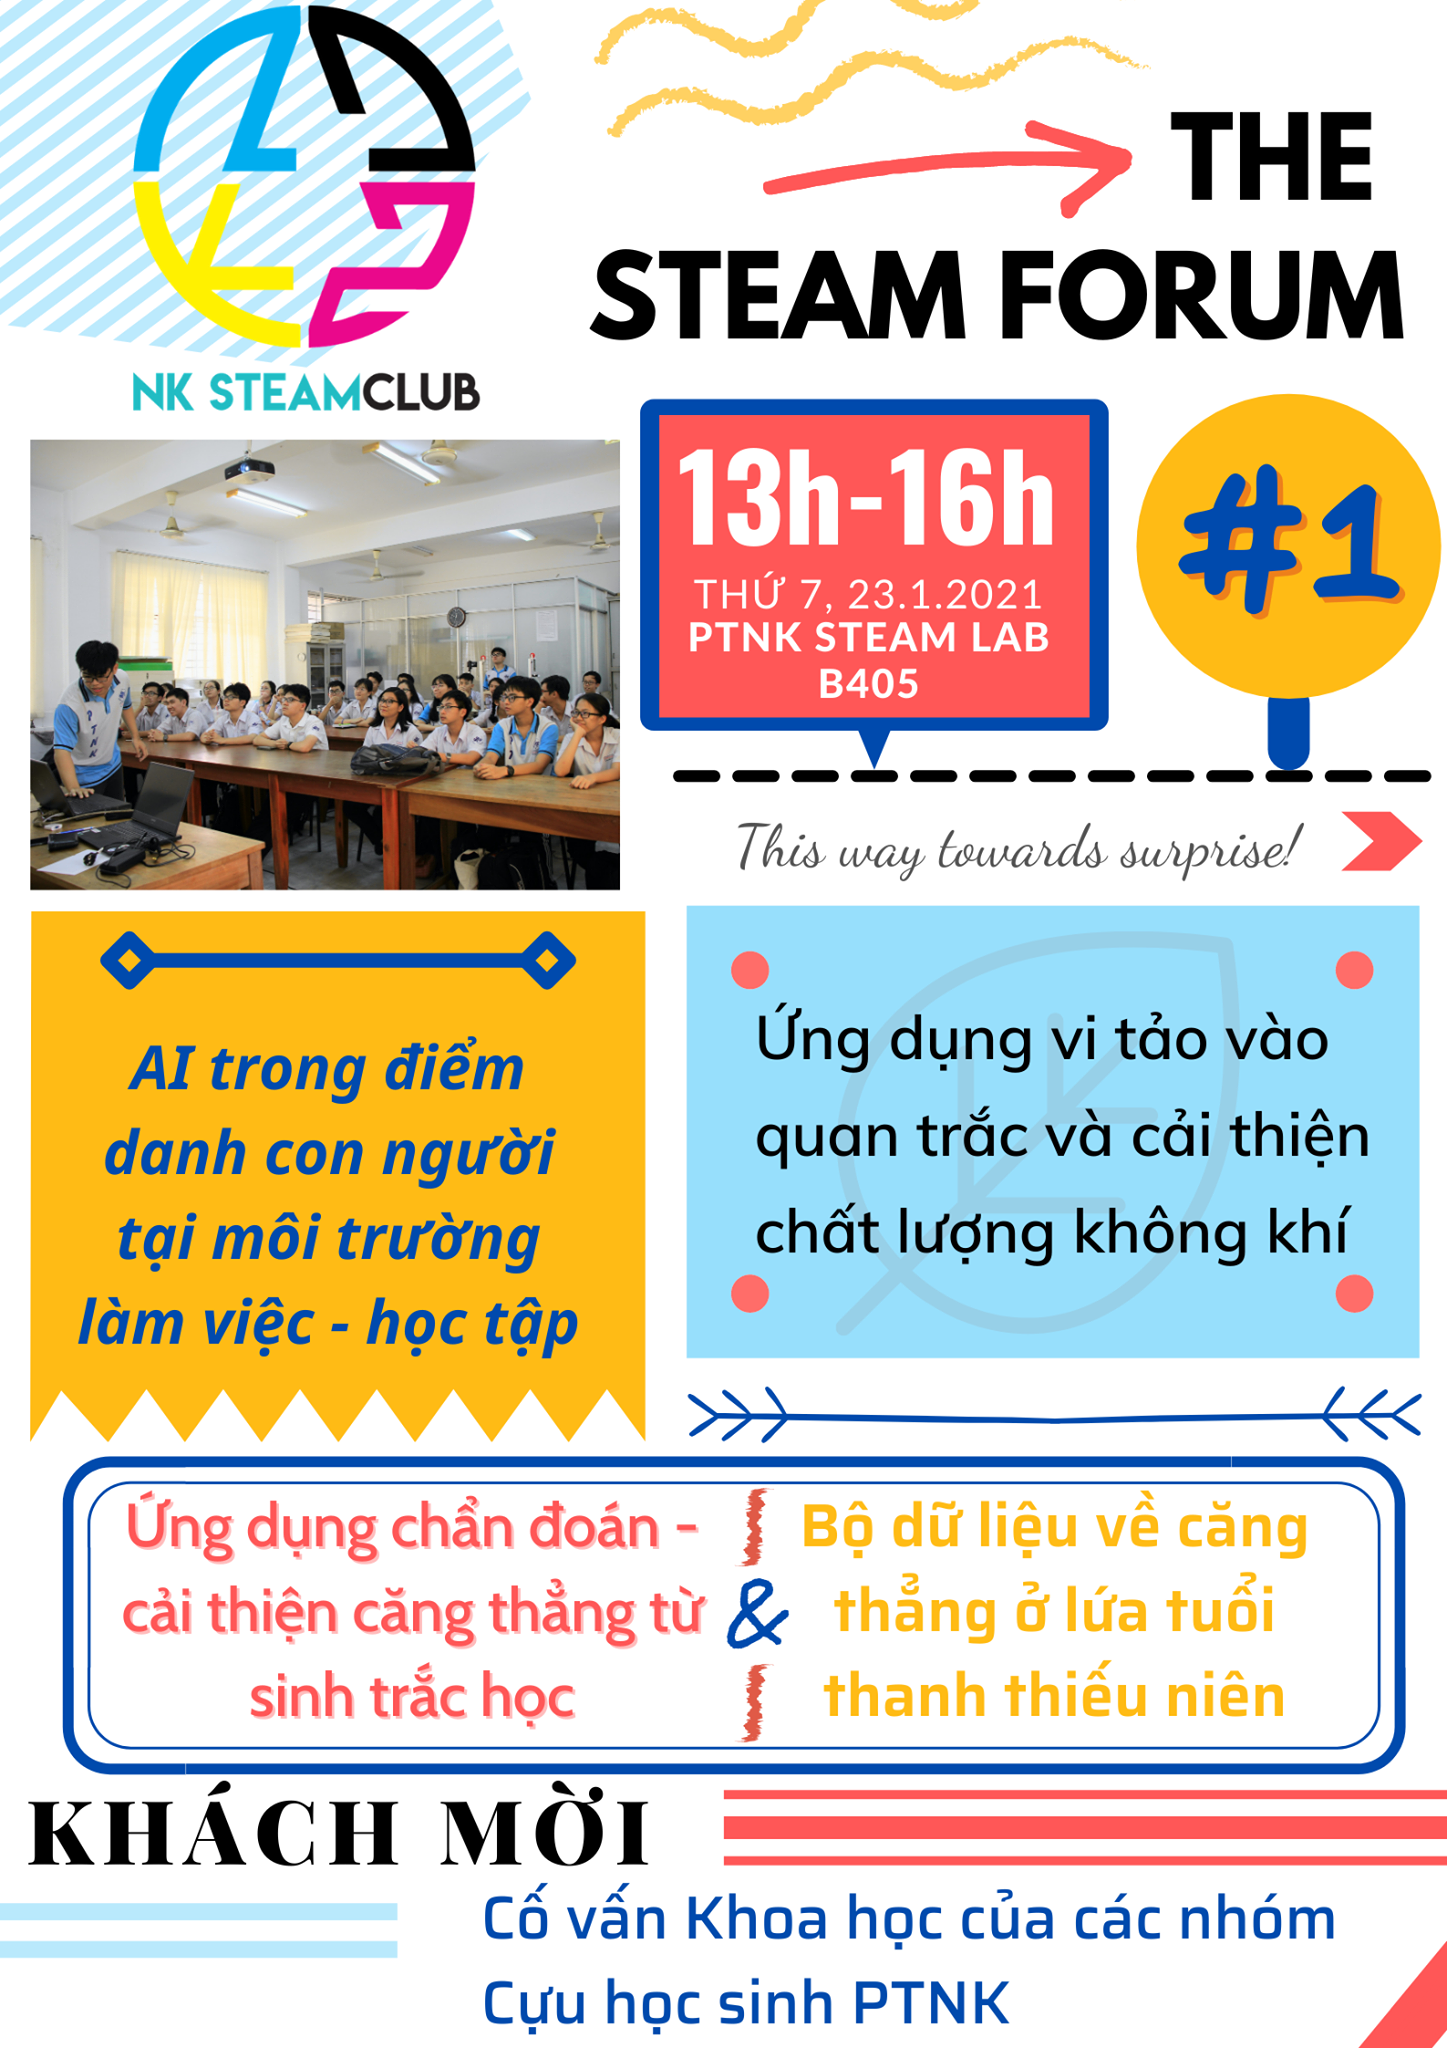 NK STEAMCLUB
THE
STEAM FORUM
13h-16h
THỨ 7, 23.1.2021
PTNK STEAM LAB
B405
#1
This way towards surprise!
PTNK
AI trong điểm
danh con người
tại môi trường
làm việc - học tập
Ứng dụng vi tảo vào
quan trắc và cải thiện
chất lượng không khí
Ứng dụng chẩn đoán -
cải thiện căng thẳng từ
sinh trắc học
&
Bộ dữ liệu về căng
thẳng ở lứa tuổi
thanh thiếu niên
KHÁCH MỜI
Cố vấn Khoa học của các nhóm
Cựu học sinh PTNK